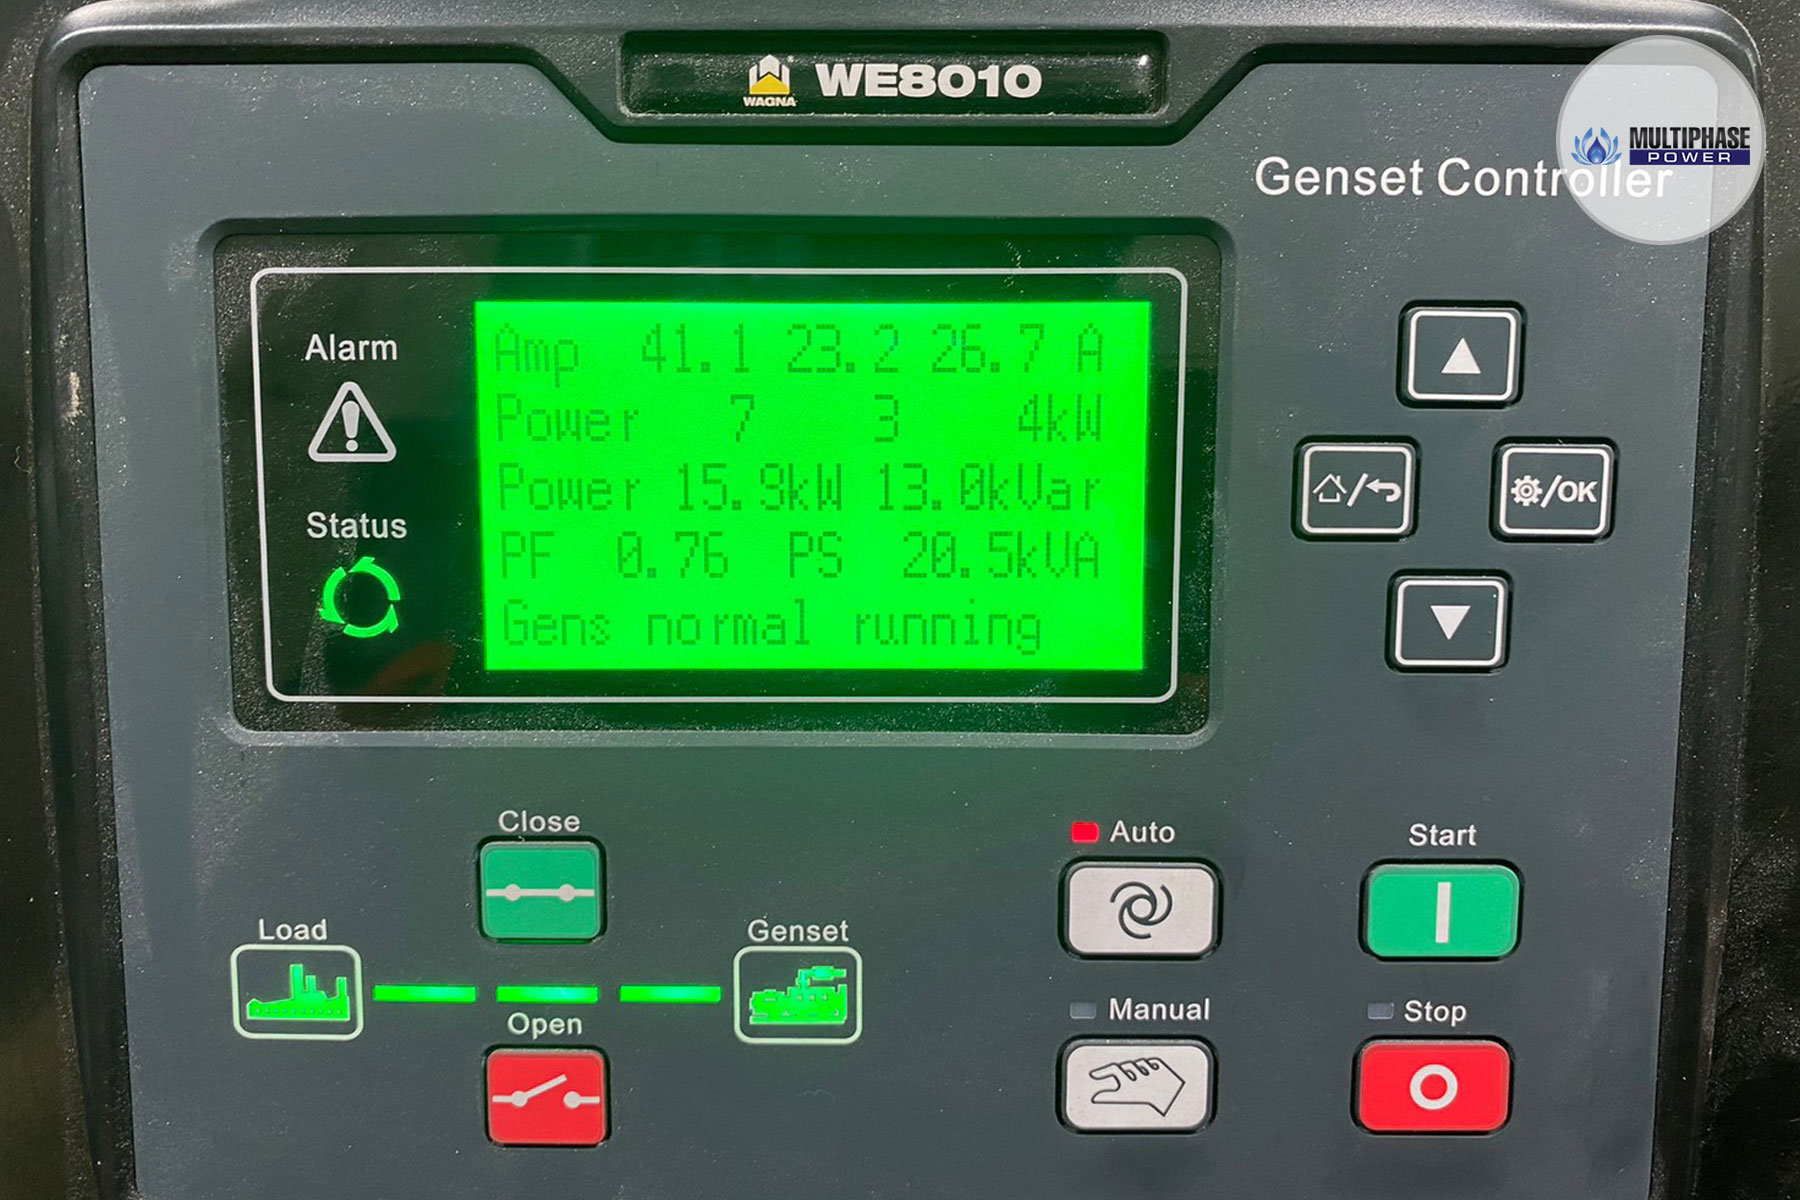 WAGNA WE8010
MULTIPHASE
POWER
Genset Controller
Alarm
Status
Amp 41.1 23.2 26.7 A
Power 7 3 4kW
Power 15.9kW 13.0kVar
PF 0.76 PS 20.5kVA
Gens normal running
/OK
Close
Auto
Start
Load
Genset
Open
Manual
Stop